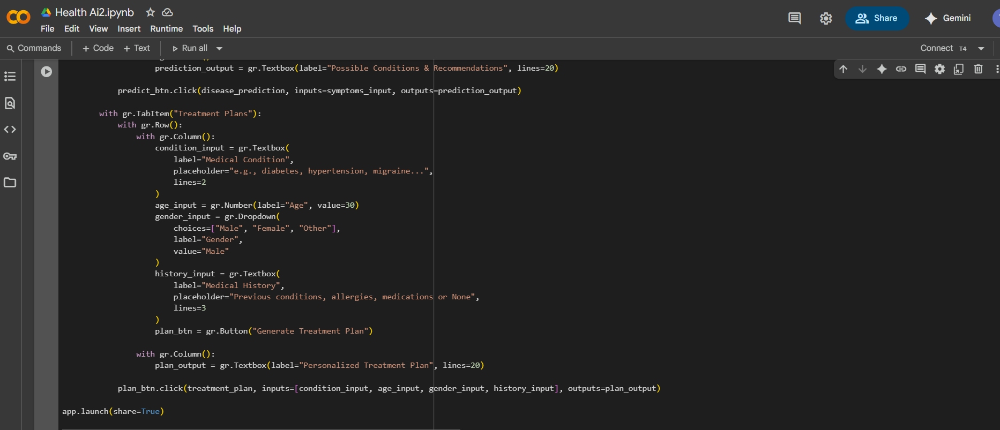 Health Ai2.ipynb
File Edit View Insert Runtime Tools Help
Share
Gemini
Commands + Code + Text Run all
Connect T4
prediction_output = gr.Textbox(label="Possible Conditions & Recommendations", lines=20)
predict_btn.click(disease_prediction, inputs=symptoms_input, outputs=prediction_output)
with gr.TabItem("Treatment Plans"):
with gr.Row():
with gr.Column():
condition_input = gr.Textbox(
label="Medical Condition",
placeholder="e.g., diabetes, hypertension, migraine...",
lines=2
)
age_input = gr.Number(label="Age", value=30)
gender_input = gr.Dropdown(
choices=["Male", "Female", "Other"],
label="Gender",
value="Male"
)
history_input = gr.Textbox(
label="Medical History",
placeholder="Previous conditions, allergies, medications or None",
lines=3
)
plan_btn = gr.Button("Generate Treatment Plan")
with gr.Column():
plan_output = gr.Textbox(label="Personalized Treatment Plan", lines=20)
plan_btn.click(treatment_plan, inputs=[condition_input, age_input, gender_input, history_input], outputs=plan_output)
app.launch(share=True)